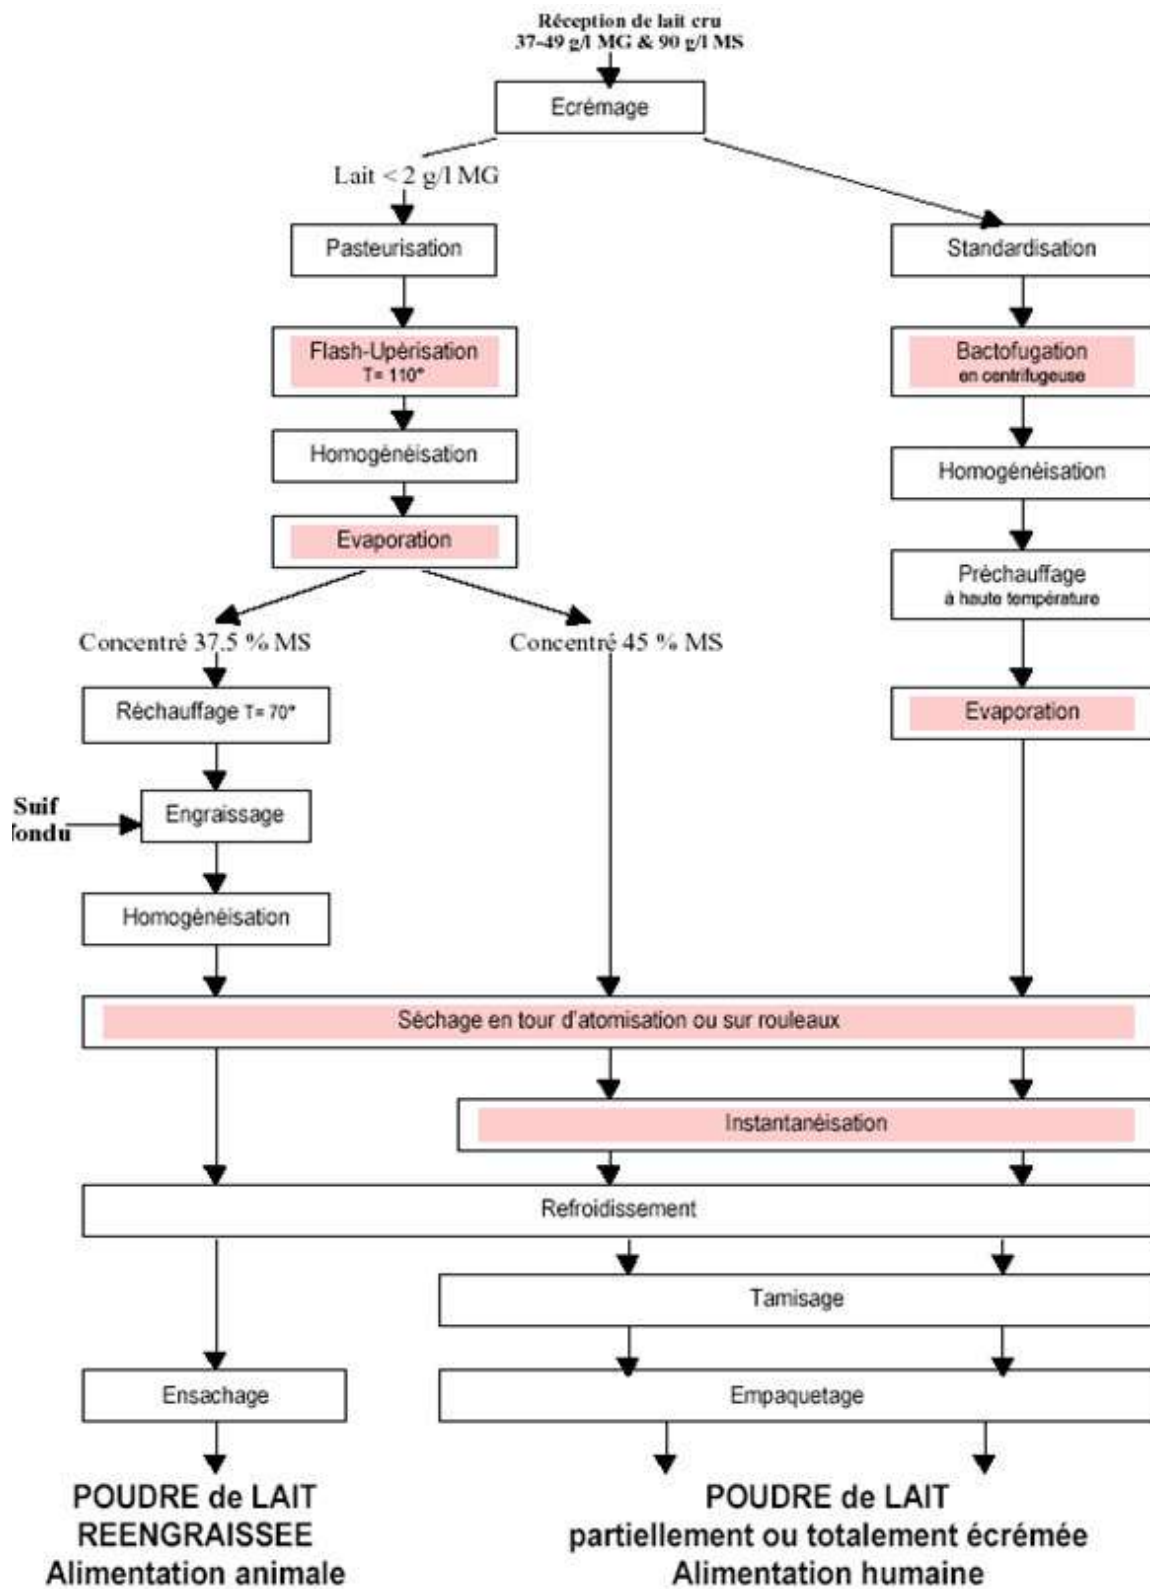 Réception de lait cru
37-49 g/l MG & 90 g/l MS
Ecrémage
Lait < 2 g/l MG
Pasteurisation
Standardisation
Flash-Upérisation
T= 110°
Bactofugation
en centrifugeuse
Homogénéisation
Homogénéisation
Evaporation
Préchauffage
à haute température
Concentré 37.5 % MS
Concentré 45 % MS
Réchauffage T= 70°
Evaporation
Suif
fondu
Engraissage
Homogénéisation
Séchage en tour d'atomisation ou sur rouleaux
Instantanéisation
Refroidissement
Tamisage
Ensachage
Empaquetage
POUDRE de LAIT
REENGRAISSEE
Alimentation animale
POUDRE de LAIT
partiellement ou totalement écrémée
Alimentation humaine